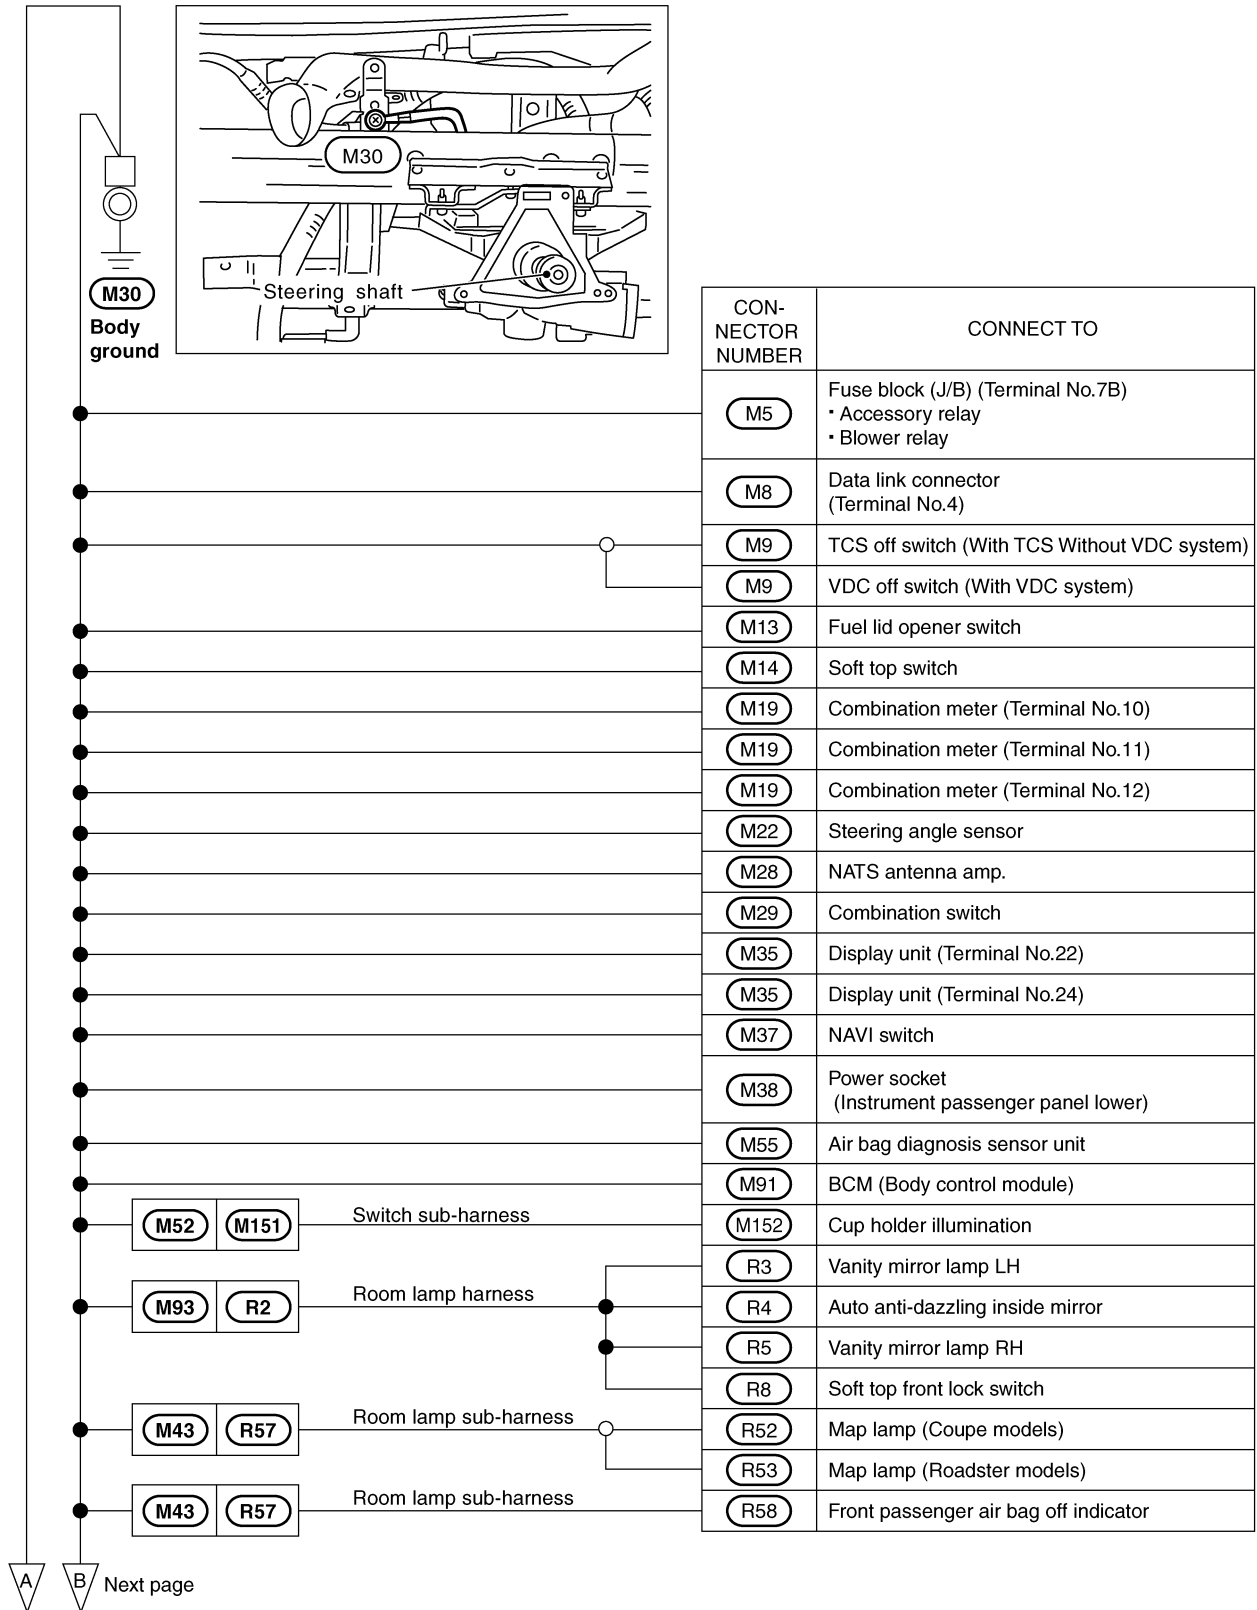 M30
Steering shaft
M30
Body
ground
CON-
NECTOR
NUMBER
CONNECT TO
M5
Fuse block (J/B) (Terminal No.7B)
· Accessory relay
· Blower relay
M8
Data link connector
(Terminal No.4)
M9 TCS off switch (With TCS Without VDC system)
M9 VDC off switch (With VDC system)
M13 Fuel lid opener switch
M14 Soft top switch
M19 Combination meter (Terminal No.10)
M19 Combination meter (Terminal No.11)
M19 Combination meter (Terminal No.12)
M22 Steering angle sensor
M28 NATS antenna amp.
M29 Combination switch
M35 Display unit (Terminal No.22)
M35 Display unit (Terminal No.24)
M37 NAVI switch
M38
Power socket
(Instrument passenger panel lower)
M55 Air bag diagnosis sensor unit
M91 BCM (Body control module)
M52 M151 Switch sub-harness M152 Cup holder illumination
R3 Vanity mirror lamp LH
M93 R2 Room lamp harness R4 Auto anti-dazzling inside mirror
R5 Vanity mirror lamp RH
R8 Soft top front lock switch
M43 R57 Room lamp sub-harness R52 Map lamp (Coupe models)
R53 Map lamp (Roadster models)
M43 R57 Room lamp sub-harness R58 Front passenger air bag off indicator
A B Next page